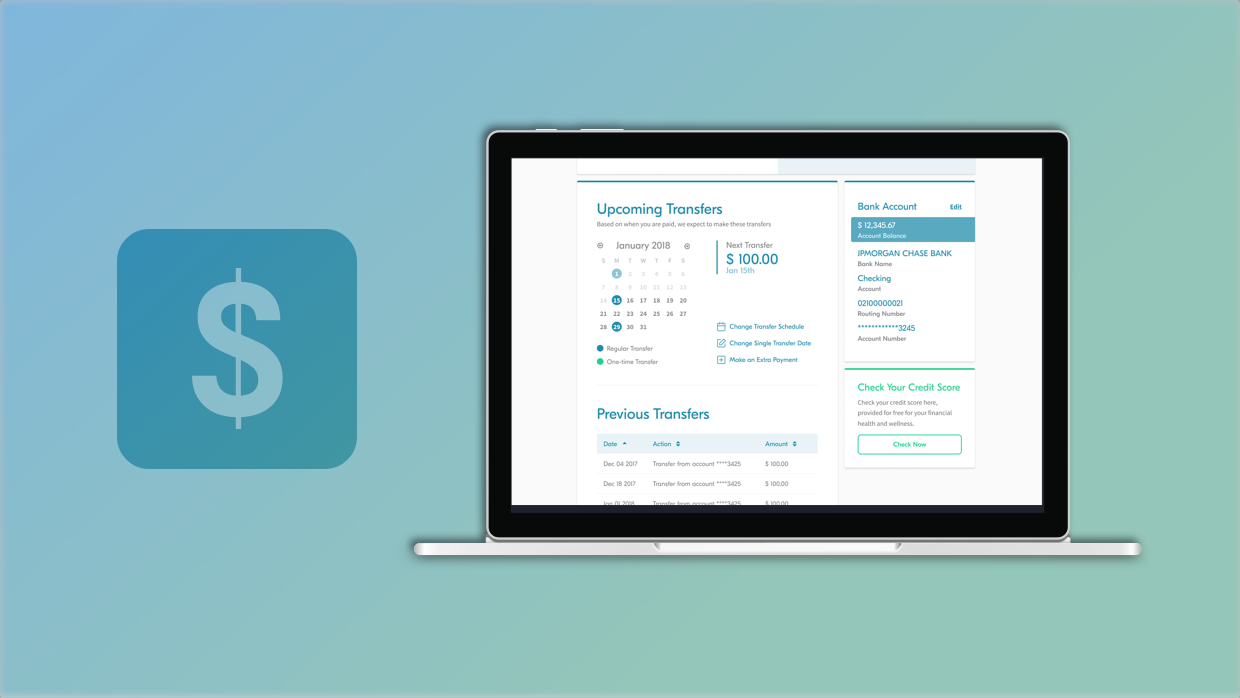 $
Upcoming Transfers
Based on when you are paid, we expect to make these transfers
January 2018
S M T W T F S
1 2 3 4 5 6
7 8 9 10 11 12 13
14 15 16 17 18 19 20
21 22 23 24 25 26 27
28 29 30 31
Regular Transfer
One-time Transfer
Next Transfer
$ 100.00
Jan 15th
Change Transfer Schedule
Change Single Transfer Date
Make an Extra Payment
Previous Transfers
Date Action Amount
Dec 04 2017 Transfer from account ****3425 $ 100.00
Dec 18 2017 Transfer from account ****3425 $ 100.00
Jan 01 2018 Transfer from account ****3425 $ 100.00
Bank Account Edit
$ 12,345.67
Account Balance
JPMORGAN CHASE BANK
Bank Name
Checking
Account
021000000021
Routing Number
************3245
Account Number
Check Your Credit Score
Check your credit score here,
provided for free for your financial
health and wellness.
Check Now